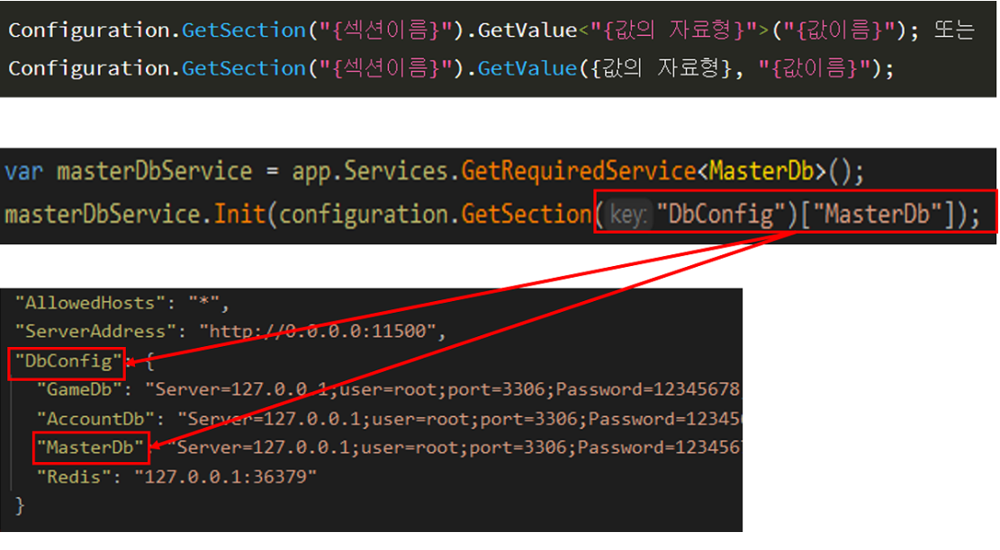 Configuration.GetSection("{섹션이름}").GetValue<"{값의 자료형}">("{값이름}"); 또는
Configuration.GetSection("{섹션이름}").GetValue({값의 자료형}, "{값이름}");
var masterDbService = app.Services.GetRequiredService<MasterDb>();
masterDbService.Init(configuration.GetSection(key:"DbConfig")["MasterDb"]);
"AllowedHosts": "*",
"ServerAddress": "http://0.0.0.0:11500",
"DbConfig": {
"GameDb": "Server=127.0.0.1;user=root;port=3306;Password=12345678
"AccountDb": "Server=127.0.0.1;user=root;port=3306;Password=12345
"MasterDb": "Server=127.0.0.1;user=root;port=3306;Password=123456
"Redis": "127.0.0.1:36379"
}